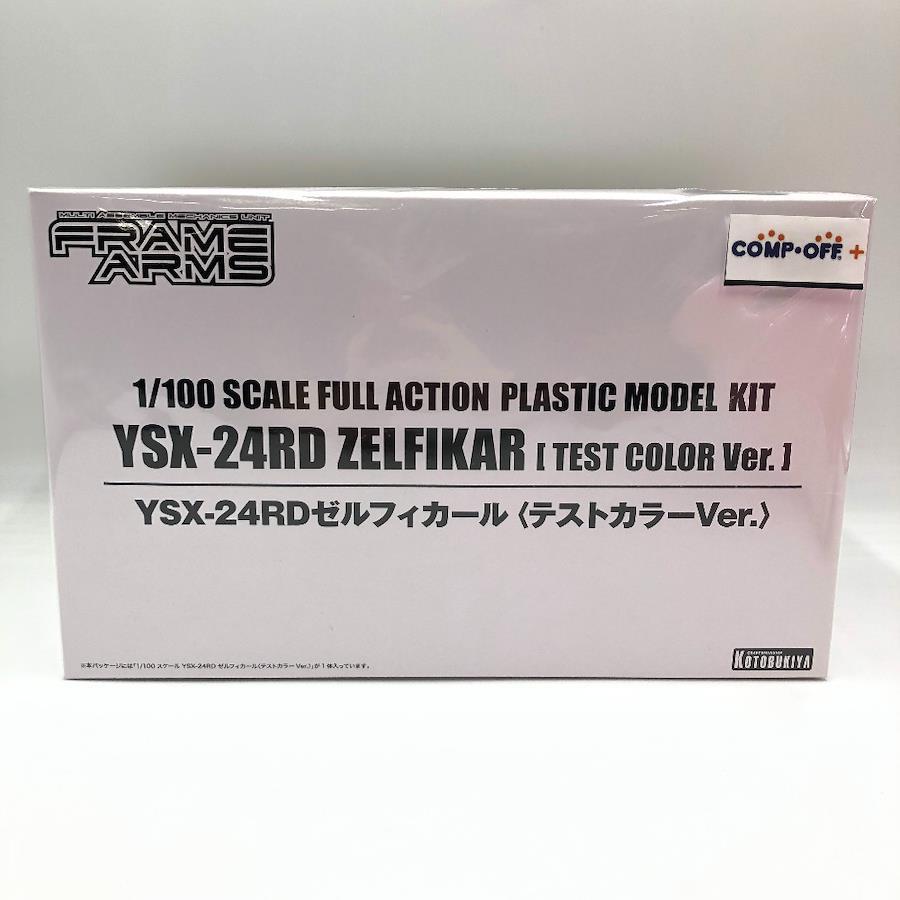 MULTI ASSEMBLE MECHANICS UNIT
FRAME
ARMS
COMP•OFF +
1/100 SCALE FULL ACTION PLASTIC MODEL KIT
YSX-24RD ZELFIKAR [ TEST COLOR Ver. ]
YSX-24RDゼルフィカール〈テストカラーVer.〉
※本パッケージには「1/100 スケール YSX-24RD ゼルフィカール〈テストカラー Ver.〉」が1体入っています。
KOTOBUKIYA